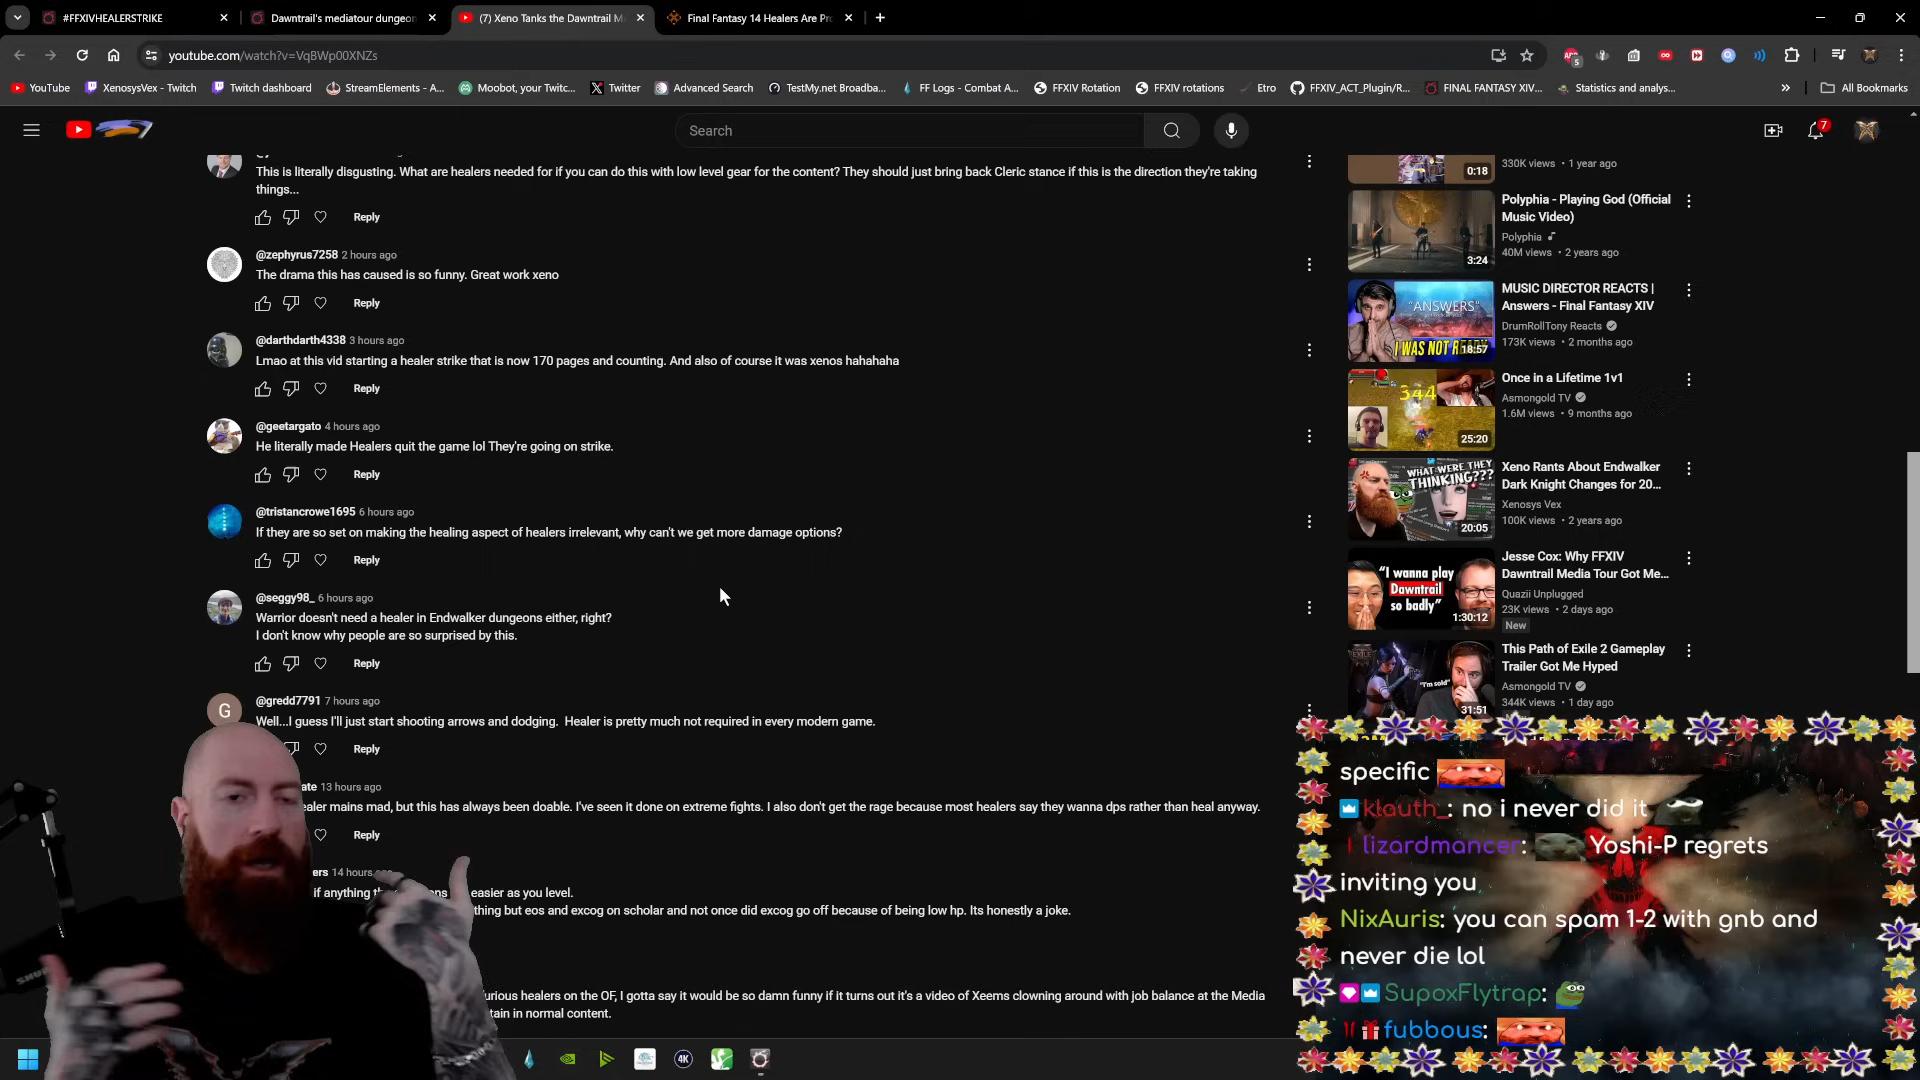 #FFXIVHEALERSTRIKE
Dawntrail's mediatour dungeon
(7) Xeno Tanks the Dawntrail M
Final Fantasy 14 Healers Are Pr
youtube.com/watch?v=VqBWp00XNZs
YouTube
XenosysVex - Twitch
Twitch dashboard
StreamElements - A...
Moobot, your Twitc...
Twitter
Advanced Search
TestMy.net Broadba...
FF Logs - Combat A...
FFXIV Rotation
FFXIV rotations
Etro
FFXIV_ACT_Plugin/R...
FINAL FANTASY XIV...
Statistics and analys...
All Bookmarks
Search
7
This is literally disgusting. What are healers needed for if you can do this with low level gear for the content? They should just bring back Cleric stance if this is the direction they're taking
things...
Reply
@zephyrus7258 2 hours ago
The drama this has caused is so funny. Great work xeno
Reply
@darthdarth4338 3 hours ago
Lmao at this vid starting a healer strike that is now 170 pages and counting. And also of course it was xenos hahahaha
Reply
@geetargato 4 hours ago
He literally made Healers quit the game lol They're going on strike.
Reply
@tristancrowe1695 6 hours ago
If they are so set on making the healing aspect of healers irrelevant, why can't we get more damage options?
Reply
@seggy98_ 6 hours ago
Warrior doesn't need a healer in Endwalker dungeons either, right?
I don't know why people are so surprised by this.
Reply
G
@gredd7791 7 hours ago
Well...I guess I'll just start shooting arrows and dodging. Healer is pretty much not required in every modern game.
Reply
ate 13 hours ago
ealer mains mad, but this has always been doable. I've seen it done on extreme fights. I also don't get the rage because most healers say they wanna dps rather than heal anyway.
Reply
ers 14 hours
if anything easier as you level.
thing but eos and excog on scholar and not once did excog go off because of being low hp. Its honestly a joke.
urious healers on the OF, I gotta say it would be so damn funny if it turns out it's a video of Xeems clowning around with job balance at the Media
tain in normal content.
330K views • 1 year ago
0:18
Polyphia - Playing God (Official
Music Video)
Polyphia
40M views • 2 years ago
3:24
MUSIC DIRECTOR REACTS |
Answers - Final Fantasy XIV
DrumRollTony Reacts
173K views • 2 months ago
"ANSWERS"
I WAS NOT
18:57
Once in a Lifetime 1v1
Asmongold TV
1.6M views • 9 months ago
344
25:20
Xeno Rants About Endwalker
Dark Knight Changes for 20...
Xenosys Vex
100K views • 2 years ago
WHAT WERE THEY
THINKING???
20:05
Jesse Cox: Why FFXIV
Dawntrail Media Tour Got Me...
Quazii Unplugged
23K views • 2 days ago
New
"I wanna play
Dawntrail
so badly"
1:30:12
This Path of Exile 2 Gameplay
Trailer Got Me Hyped
Asmongold TV
344K views • 1 day ago
"I'm sold"
31:51
specific
klauth_: no i never did it
lizardmancer: Yoshi-P regrets
inviting you
NixAuris: you can spam 1-2 with gnb and
never die lol
SupoxFlytrap:
fubbous:
4K